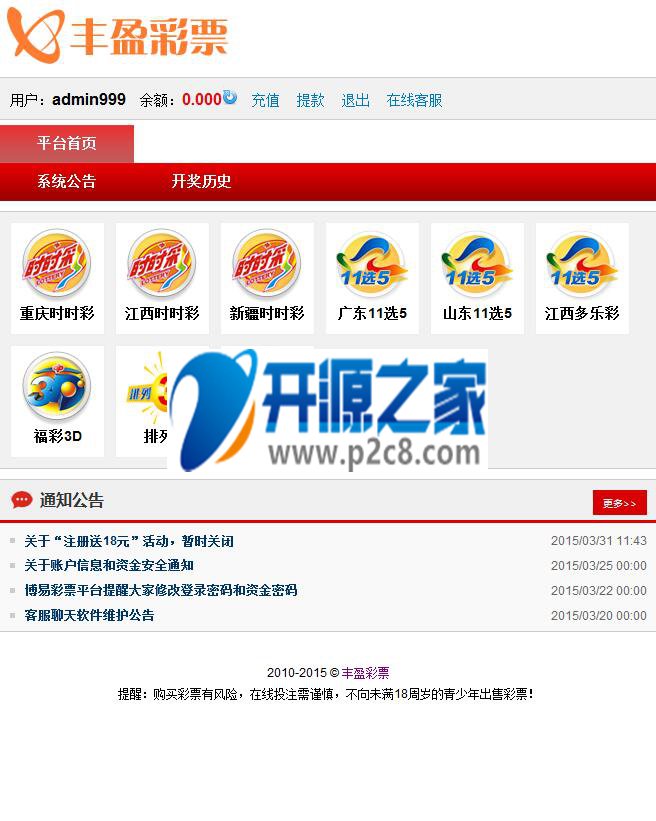 丰盈彩票
用户：admin999 余额：0.000 充值 提款 退出 在线客服
平台首页
系统公告 开奖历史
时时彩 时时彩 时时彩 11选5 11选5 11选5
LOTTERY LOTTERY LOTTERY
重庆时时彩 江西时时彩 新疆时时彩 广东11选5 山东11选5 江西多乐彩
3D 排列
福彩3D 排列
开源之家
www.p2c8.com
通知公告 更多>>
关于“注册送18元”活动，暂时关闭 2015/03/31 11:43
关于账户信息和资金安全通知 2015/03/25 00:00
博易彩票平台提醒大家修改登录密码和资金密码 2015/03/22 00:00
客服聊天软件维护公告 2015/03/20 00:00
2010-2015 © 丰盈彩票
提醒：购买彩票有风险，在线投注需谨慎，不向未满18周岁的青少年出售彩票！